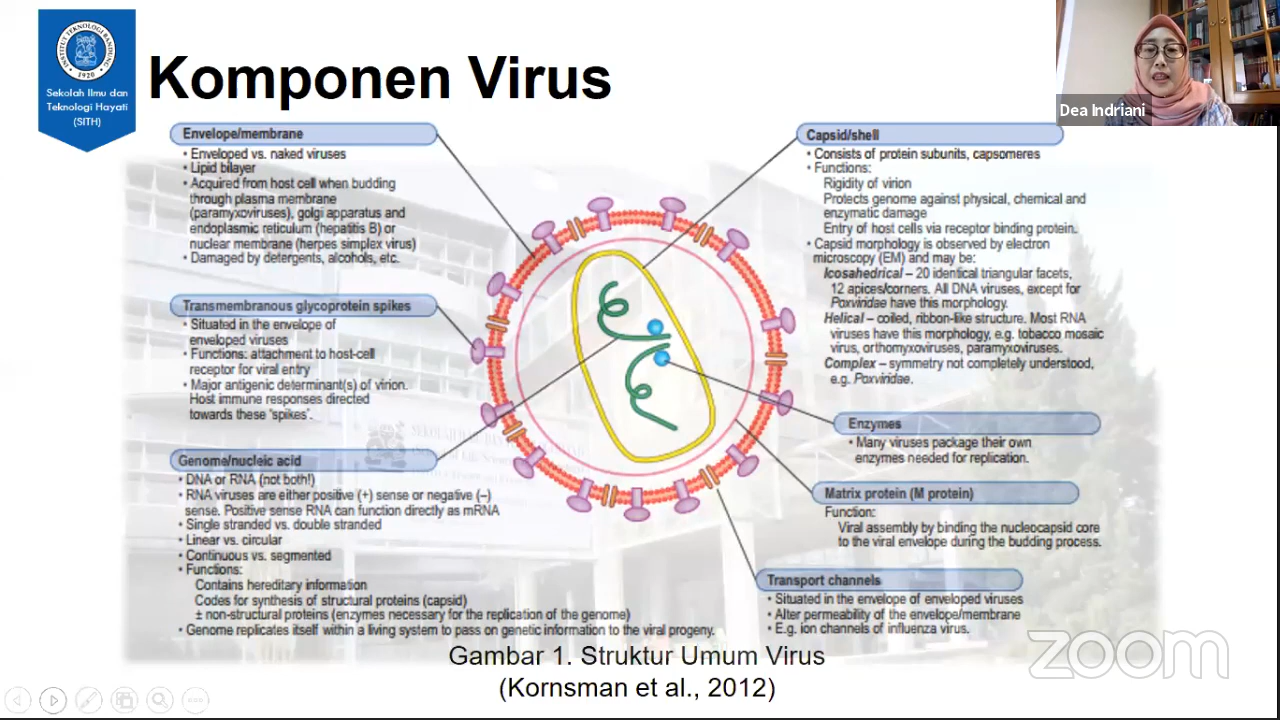 INSTITUT TEKNOLOGI BANDUNG
1920
Sekolah Ilmu dan
Teknologi Hayati
(SITH)
Komponen Virus
Dea Indriani
Envelope/membrane
• Enveloped vs. naked viruses
• Lipid bilayer
• Acquired from host cell when budding
through plasma membrane
(paramyxoviruses), golgi apparatus and
endoplasmic reticulum (hepatitis B) or
nuclear membrane (herpes simplex virus)
• Damaged by detergents, alcohols, etc.
Transmembranous glycoprotein spikes
• Situated in the envelope of
enveloped viruses
• Functions: attachment to host-cell
receptor for viral entry
• Major antigenic determinant(s) of virion.
Host immune responses directed
towards these 'spikes'.
Genome/nucleic acid
• DNA or RNA (not both!)
• RNA viruses are either positive (+) sense or negative (–)
sense. Positive sense RNA can function directly as mRNA
• Single stranded vs. double stranded
• Linear vs. circular
• Continuous vs. segmented
• Functions:
Contains hereditary information
Codes for synthesis of structural proteins (capsid)
± non-structural proteins (enzymes necessary for the replication of the genome)
• Genome replicates itself within a living system to pass on genetic information to the viral progeny.
Capsid/shell
• Consists of protein subunits, capsomeres
• Functions:
Rigidity of virion
Protects genome against physical, chemical and
enzymatic damage
Entry of host cells via receptor binding protein.
• Capsid morphology is observed by electron
microscopy (EM) and may be:
Icosahedrical – 20 identical triangular facets,
12 apices/corners. All DNA viruses, except for
Poxviridae have this morphology.
Helical – coiled, ribbon-like structure. Most RNA
viruses have this morphology, e.g. tobacco mosaic
virus, orthomyxoviruses, paramyxoviruses.
Complex – symmetry not completely understood,
e.g. Poxviridae.
Enzymes
• Many viruses package their own
enzymes needed for replication.
Matrix protein (M protein)
Function:
Viral assembly by binding the nucleocapsid core
to the viral envelope during the budding process.
Transport channels
• Situated in the envelope of enveloped viruses
• Alter permeability of the envelope/membrane
• E.g. ion channels of influenza virus.
zoom
Gambar 1. Struktur Umum Virus
(Kornsman et al., 2012)